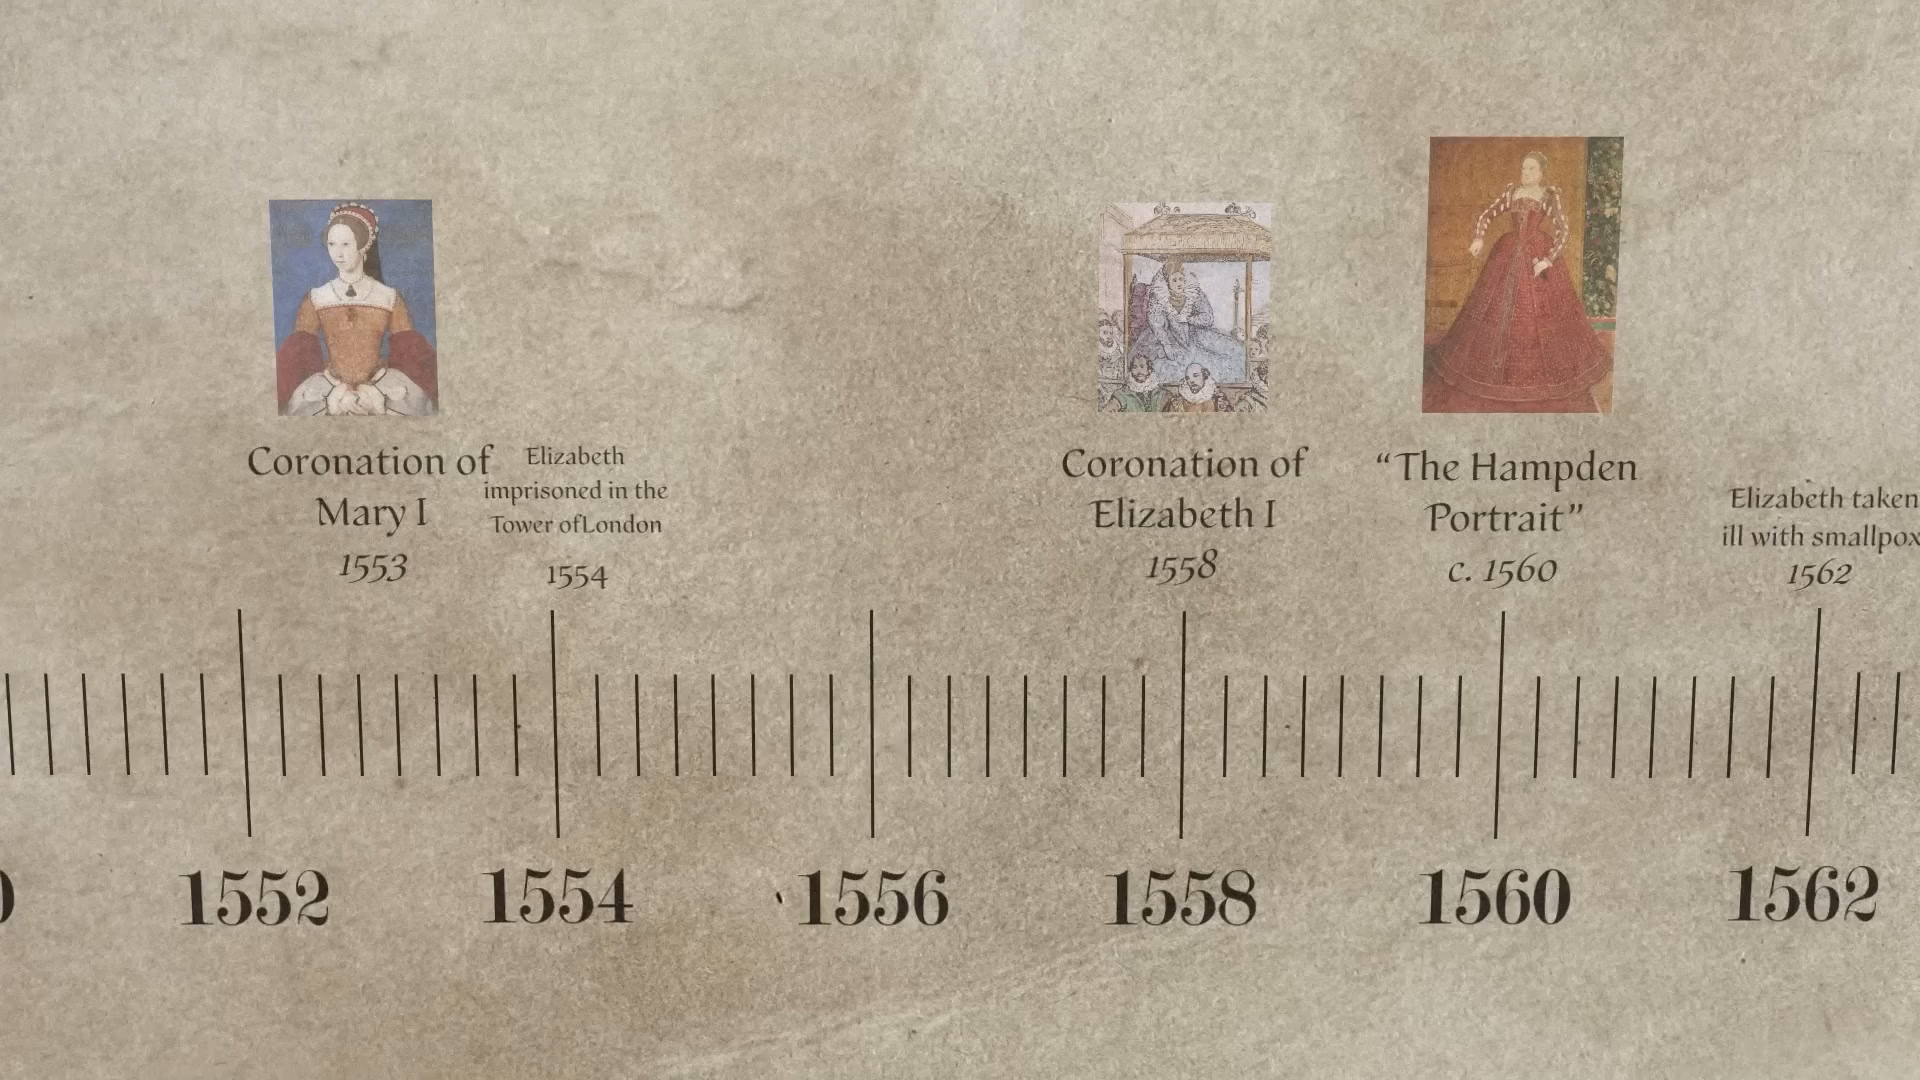 Coronation of
Mary I
1553
Elizabeth
imprisoned in the
Tower ofLondon
1554
Coronation of
Elizabeth I
1558
“The Hampden
Portrait”
c. 1560
Elizabeth taken
ill with smallpox
1562
1552
1554
1556
1558
1560
1562